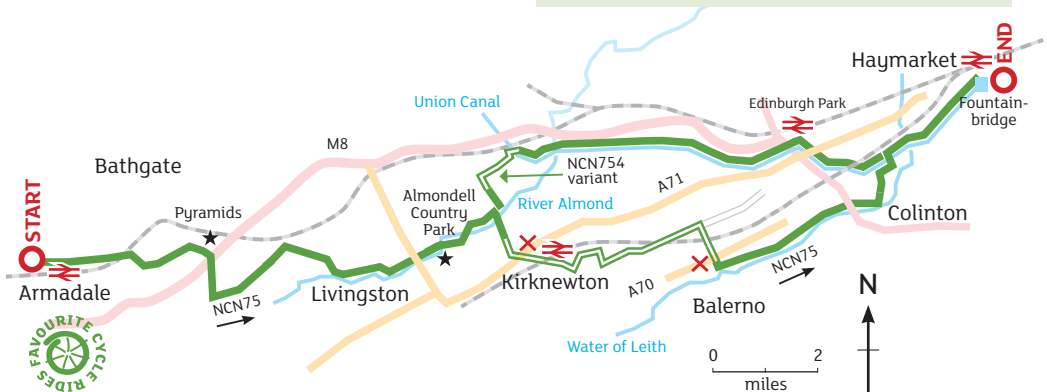 END
Haymarket
Union Canal
Edinburgh Park
Fountain-
bridge
M8
Bathgate
NCN754
variant
A71
START
Pyramids
Almondell
Country
Park
River Almond
Colinton
Armadale
NCN75
Livingston
Kirknewton
NCN75
A70
Balerno
N
Water of Leith
0
2
miles
FAVOURITE CYCLE RIDES